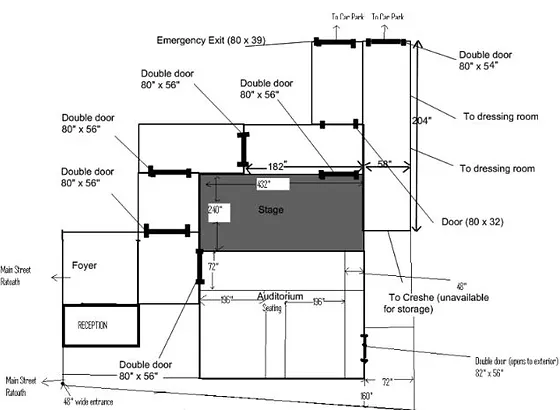 To Car Park
To Car Park
Emergency Exit (80 x 39)
Double door
80" x 54"
Double door
80" x 56"
Double door
80" x 56"
Double door
80" x 56"
To dressing room
204"
182"
58"
Double door
80" x 56"
To dressing room
432"
240"
Stage
Door (80 x 32)
Foyer
72"
Main Street
Ratoath
48"
To Creshe (unavailable
for storage)
196"
Auditorium
Seating
196"
RECEPTION
Double door
80" x 56"
Double door (opens to exterior)
82" x 56"
Main Street
Ratoath
48" wide entrance
72"
160"